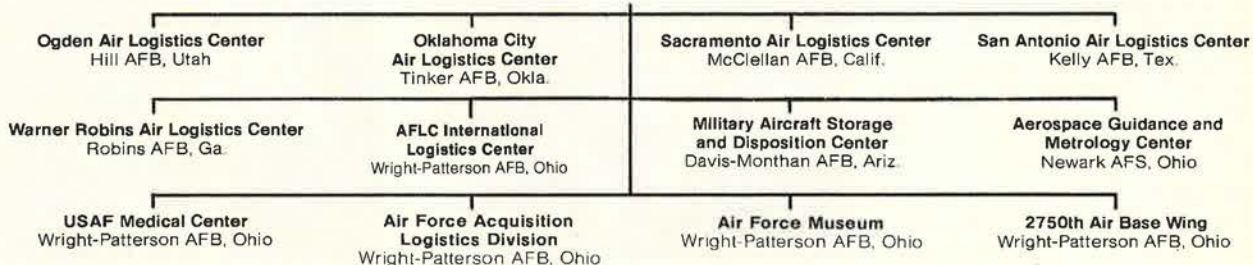 Ogden Air Logistics Center
Hill AFB, Utah
Oklahoma City
Air Logistics Center
Tinker AFB, Okla.
Sacramento Air Logistics Center
McClellan AFB, Calif.
San Antonio Air Logistics Center
Kelly AFB, Tex.
Warner Robins Air Logistics Center
Robins AFB, Ga.
AFLC International
Logistics Center
Wright-Patterson AFB, Ohio
Military Aircraft Storage
and Disposition Center
Davis-Monthan AFB, Ariz.
Aerospace Guidance and
Metrology Center
Newark AFS, Ohio
USAF Medical Center
Wright-Patterson AFB, Ohio
Air Force Acquisition
Logistics Division
Wright-Patterson AFB, Ohio
Air Force Museum
Wright-Patterson AFB, Ohio
2750th Air Base Wing
Wright-Patterson AFB, Ohio